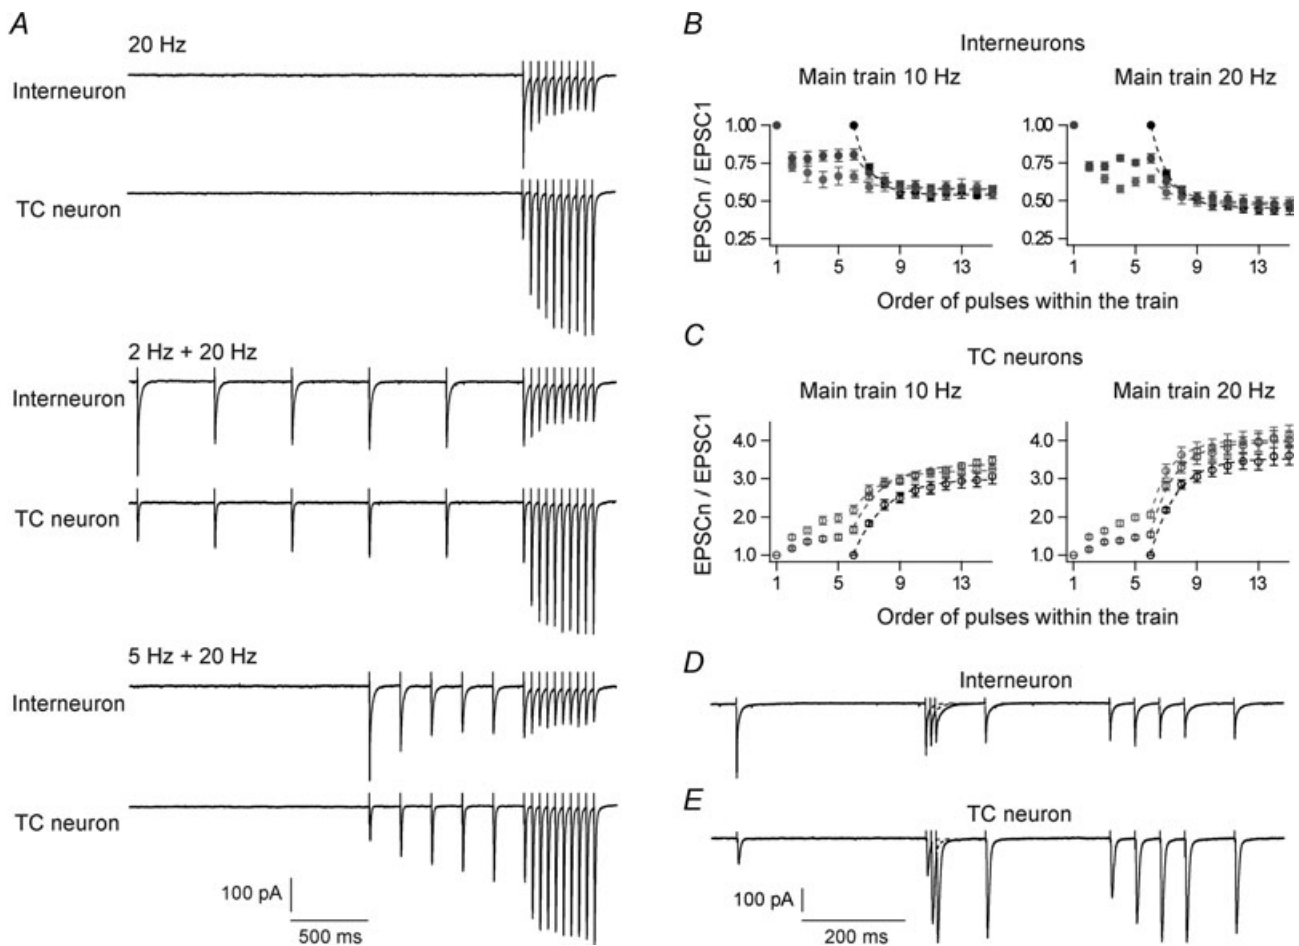 A
20 Hz
Interneuron
TC neuron
2 Hz + 20 Hz
Interneuron
TC neuron
5 Hz + 20 Hz
Interneuron
TC neuron
100 pA
500 ms
B
Interneurons
Main train 10 Hz
Main train 20 Hz
EPSCn / EPSC1
1.00
0.75
0.50
0.25
1 5 9 13
1.00
0.75
0.50
0.25
1 5 9 13
Order of pulses within the train
C
TC neurons
Main train 10 Hz
Main train 20 Hz
EPSCn / EPSC1
4.0
3.0
2.0
1.0
1 5 9 13
4.0
3.0
2.0
1.0
1 5 9 13
Order of pulses within the train
D
Interneuron
E
TC neuron
100 pA
200 ms